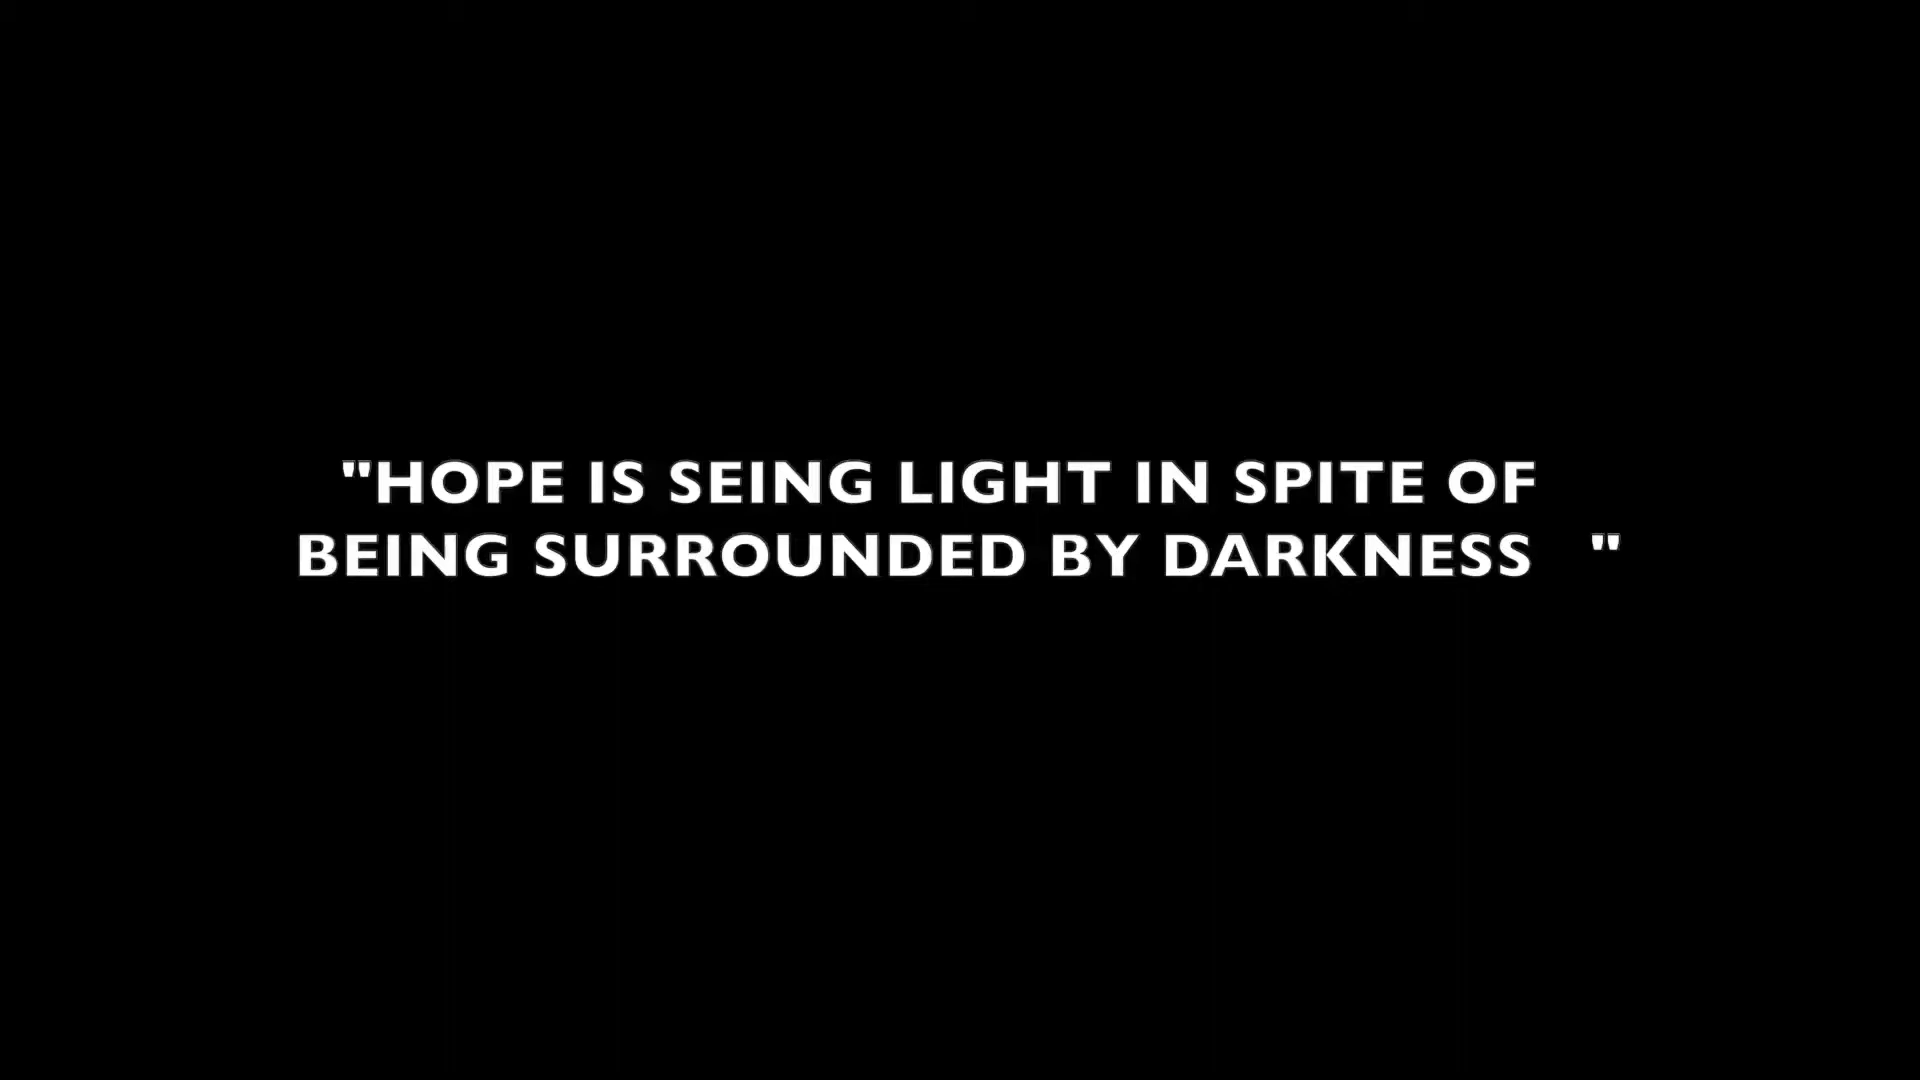 "HOPE IS SEING LIGHT IN SPITE OF
BEING SURROUNDED BY DARKNESS   "